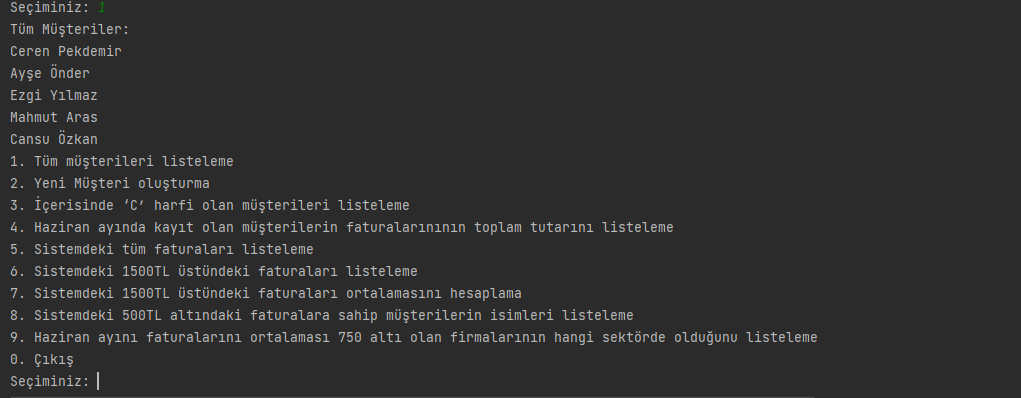 Seçiminiz: 1
Tüm Müşteriler:
Ceren Pekdemir
Ayşe Önder
Ezgi Yılmaz
Mahmut Aras
Cansu Özkan
1. Tüm müşterileri listeleme
2. Yeni Müşteri oluşturma
3. İçerisinde ‘C’ harfi olan müşterileri listeleme
4. Haziran ayında kayıt olan müşterilerin faturalarınının toplam tutarını listeleme
5. Sistemdeki tüm faturaları listeleme
6. Sistemdeki 1500TL üstündeki faturaları listeleme
7. Sistemdeki 1500TL üstündeki faturaları ortalamasını hesaplama
8. Sistemdeki 500TL altındaki faturalara sahip müşterilerin isimleri listeleme
9. Haziran ayını faturalarını ortalaması 750 altı olan firmalarının hangi sektörde olduğunu listeleme
0. Çıkış
Seçiminiz: